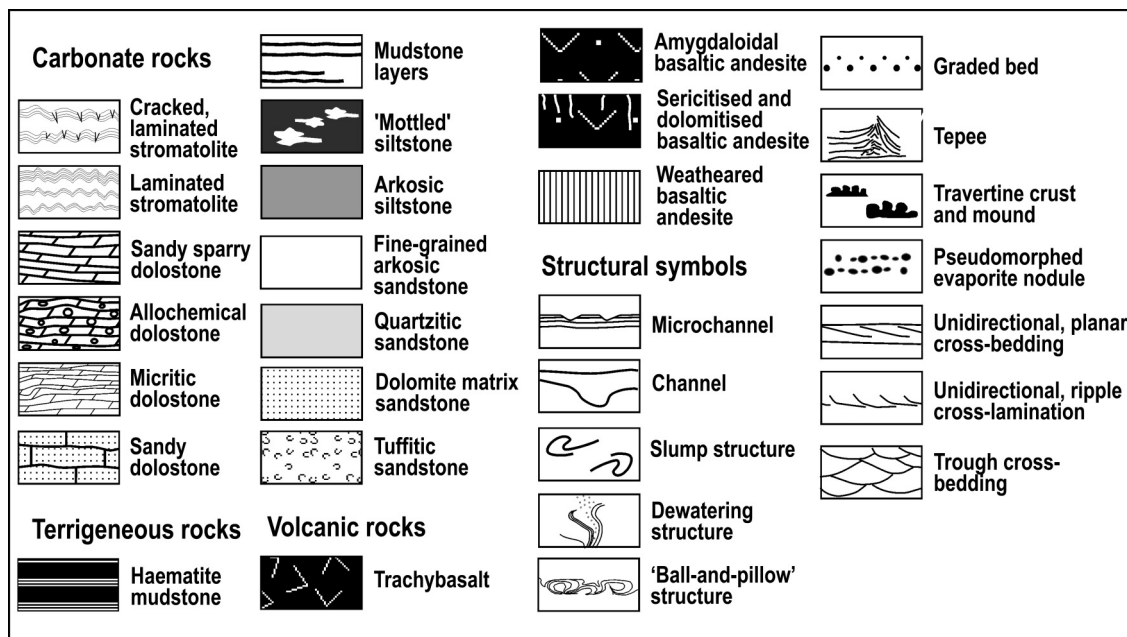 Carbonate rocks
Cracked,
laminated
stromatolite
Laminated
stromatolite
Sandy sparry
dolostone
Allochemical
dolostone
Micritic
dolostone
Sandy
dolostone
Terrigeneous rocks
Haematite
mudstone
Mudstone
layers
'Mottled'
siltstone
Arkosic
siltstone
Fine-grained
arkosic
sandstone
Quartzitic
sandstone
Dolomite matrix
sandstone
Tuffitic
sandstone
Volcanic rocks
Trachybasalt
Amygdaloidal
basaltic andesite
Sericitised and
dolomitised
basaltic andesite
Weatheared
basaltic
andesite
Structural symbols
Microchannel
Channel
Slump structure
Dewatering
structure
‘Ball-and-pillow’
structure
Graded bed
Tepee
Travertine crust
and mound
Pseudomorphed
evaporite nodule
Unidirectional, planar
cross-bedding
Unidirectional, ripple
cross-lamination
Trough cross-
bedding